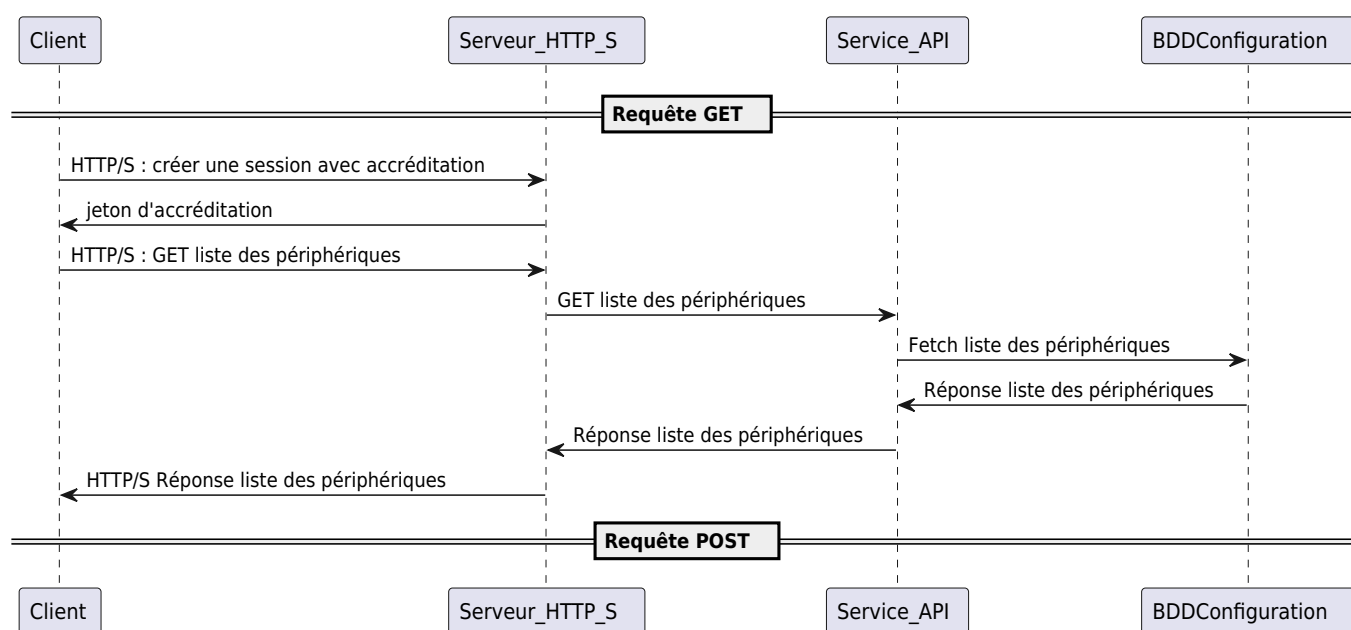 Client Serveur_HTTP_S Service_API BDDConfiguration
Requête GET
HTTP/S : créer une session avec accréditation
jeton d'accréditation
HTTP/S : GET liste des périphériques
GET liste des périphériques
Fetch liste des périphériques
Réponse liste des périphériques
Réponse liste des périphériques
HTTP/S Réponse liste des périphériques
Requête POST
Client Serveur_HTTP_S Service_API BDDConfiguration